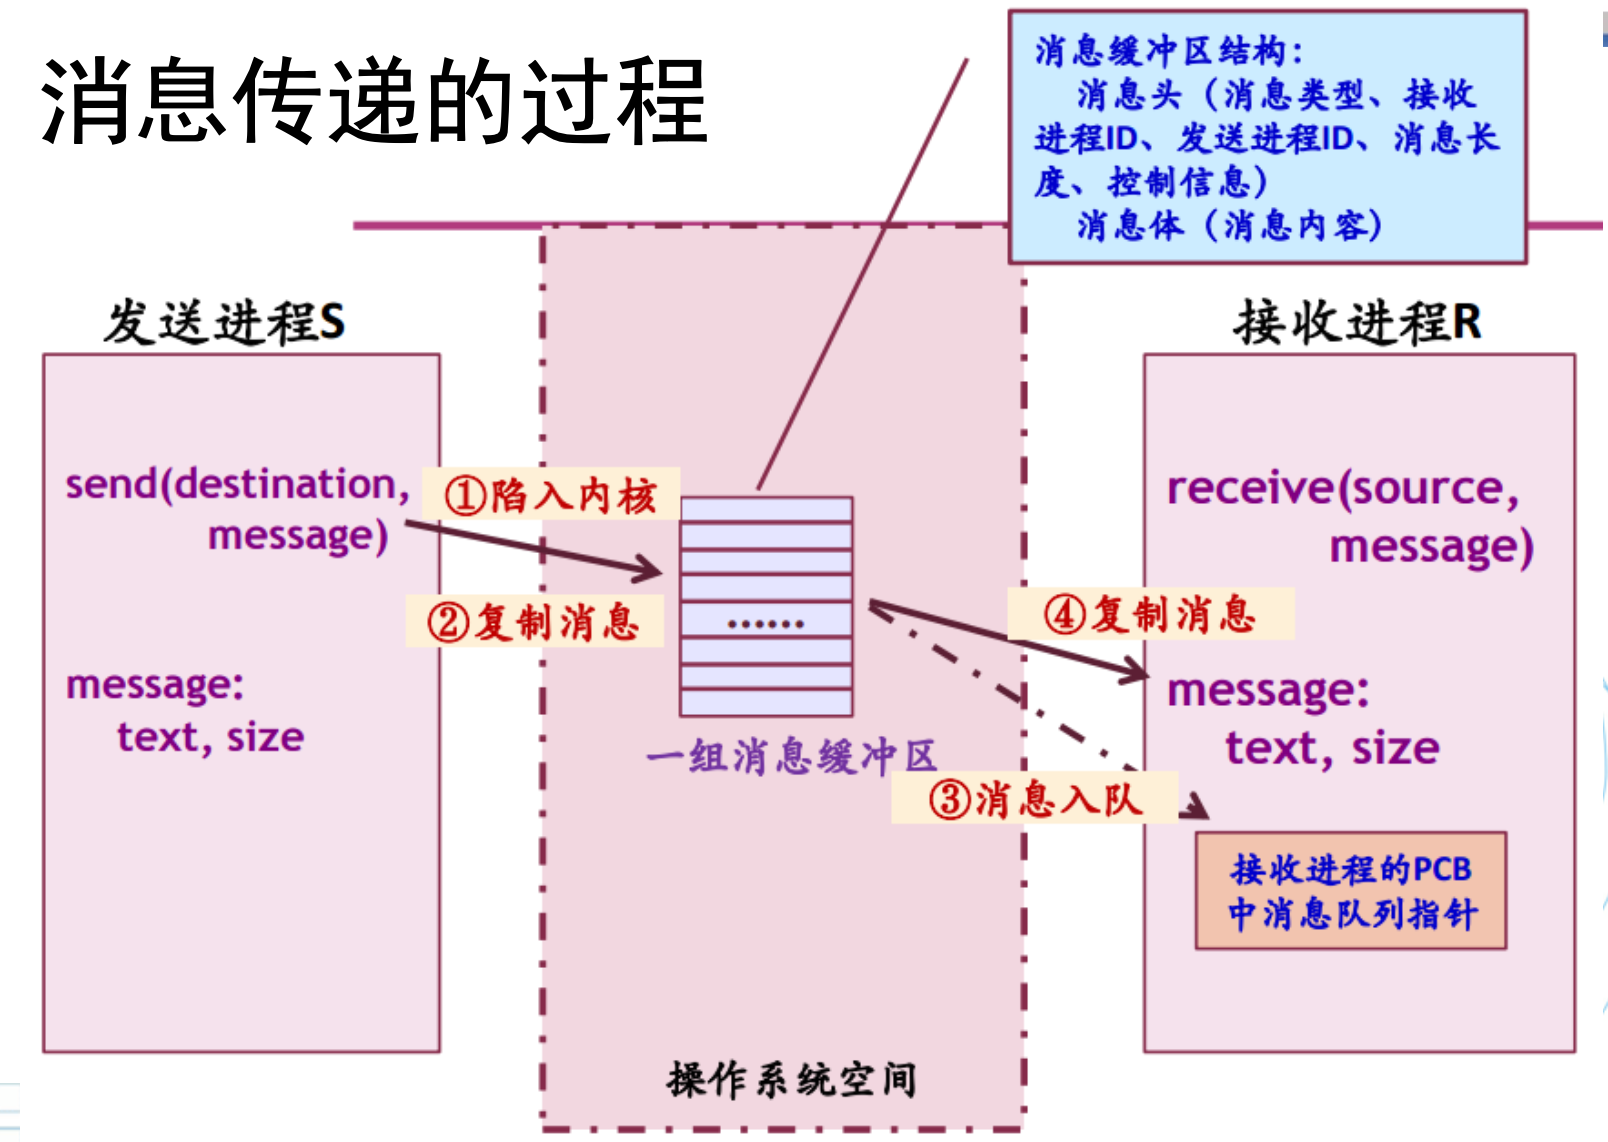 消息传递的过程
消息缓冲区结构：
消息头（消息类型、接收
进程ID、发送进程ID、消息长
度、控制信息）
消息体（消息内容）
发送进程S
接收进程R
send(destination,
message)
①陷入内核
②复制消息
message:
text, size
......
一组消息缓冲区
receive(source,
message)
④复制消息
message:
text, size
③消息入队
接收进程的PCB
中消息队列指针
操作系统空间